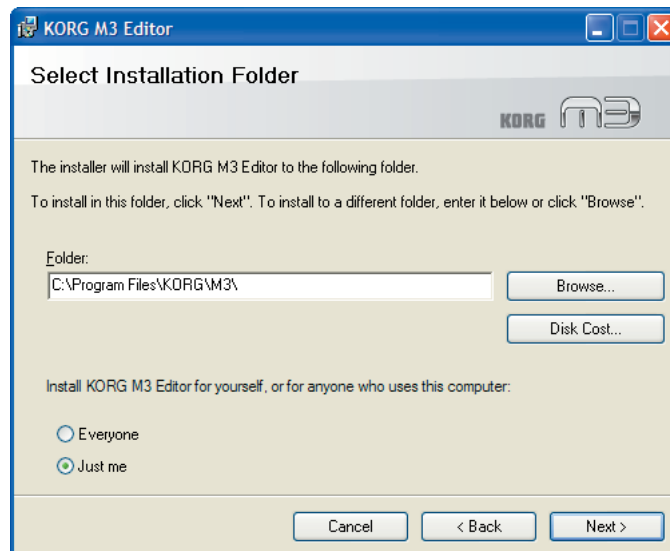 KORG M3 Editor
Select Installation Folder
KORG M3
The installer will install KORG M3 Editor to the following folder.
To install in this folder, click "Next". To install to a different folder, enter it below or click "Browse".
Folder:
C:\Program Files\KORG\M3\
Browse...
Disk Cost...
Install KORG M3 Editor for yourself, or for anyone who uses this computer:
Everyone
Just me
Cancel
< Back
Next >